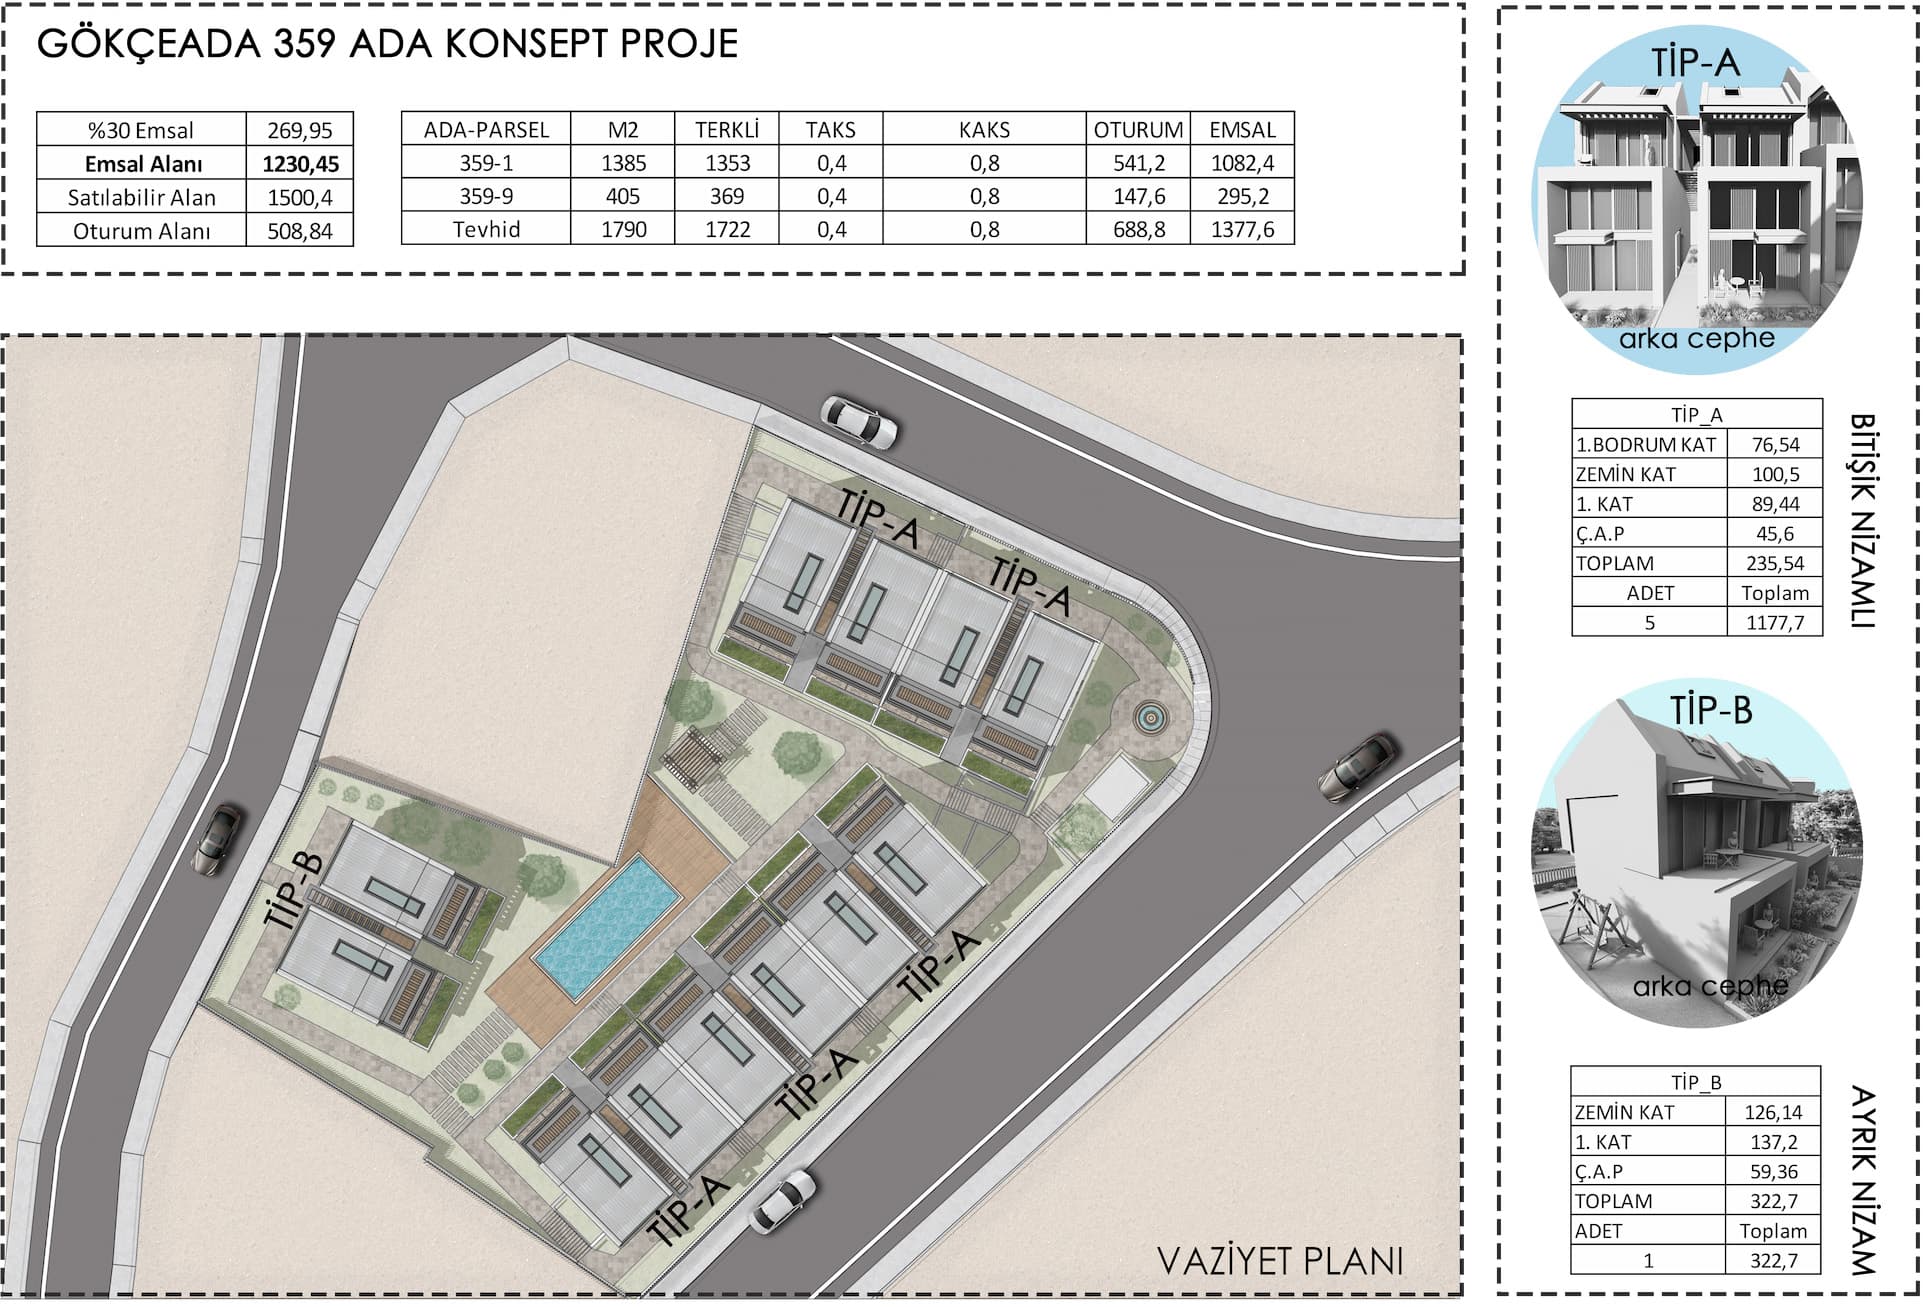 GÖKÇEADA 359 ADA KONSEPT PROJE
%30 Emsal 269,95
Emsal Alanı 1230,45
Satılabilir Alan 1500,4
Oturum Alanı 508,84
ADA-PARSEL M2 TERKLİ TAKS KAKS OTURUM EMSAL
359-1 1385 1353 0,4 0,8 541,2 1082,4
359-9 405 369 0,4 0,8 147,6 295,2
Tevhid 1790 1722 0,4 0,8 688,8 1377,6
TİP-A
TİP-A
TİP-B
TİP-A
TİP-A
TİP-A
VAZİYET PLANI
TİP-A
arka cephe
TİP_A
1.BODRUM KAT 76,54
ZEMİN KAT 100,5
1. KAT 89,44
Ç.A.P 45,6
TOPLAM 235,54
ADET Toplam
5 1177,7
BİTİŞİK NİZAMLI
TİP-B
arka cephe
TİP_B
ZEMİN KAT 126,14
1. KAT 137,2
Ç.A.P 59,36
TOPLAM 322,7
ADET Toplam
1 322,7
AYRIK NİZAM